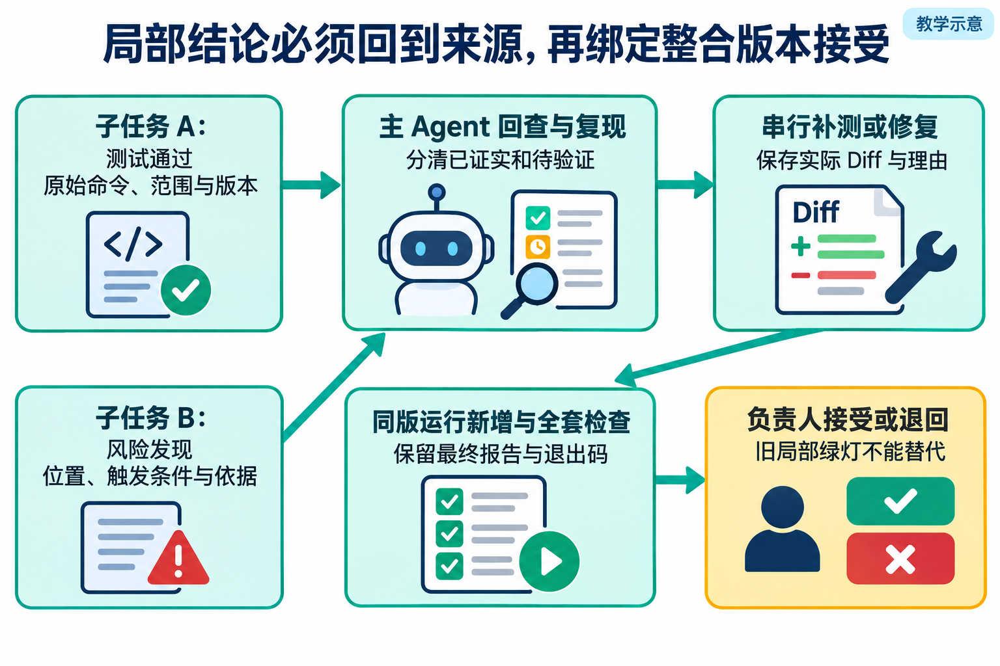 教学示意
局部结论必须回到来源，再绑定整合版本接受
子任务 A：
测试通过
原始命令、范围与版本
主 Agent 回查与复现
分清已证实和待验证
串行补测或修复
保存实际 Diff 与理由
Diff
子任务 B：
风险发现
位置、触发条件与依据
同版运行新增与全套检查
保留最终报告与退出码
负责人接受或退回
旧局部绿灯不能替代